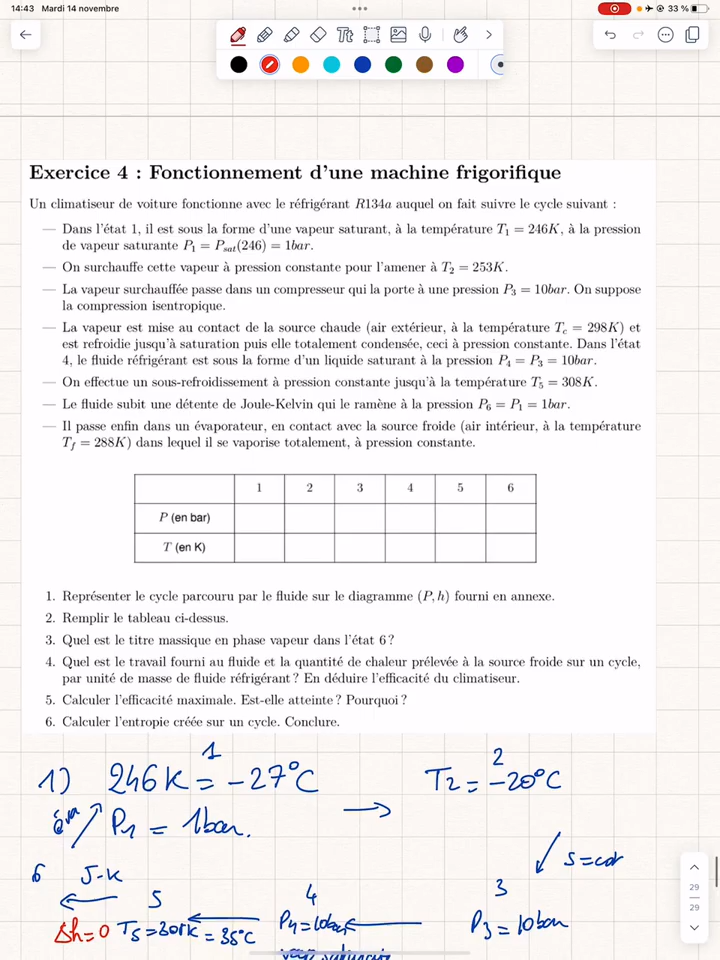 14:43 Mardi 14 novembre
33 %
Exercice 4 : Fonctionnement d'une machine frigorifique
Un climatiseur de voiture fonctionne avec le réfrigérant R134a auquel on fait suivre le cycle suivant :
— Dans l'état 1, il est sous la forme d'une vapeur saturant, à la température T₁ = 246K, à la pression
de vapeur saturante P₁ = Pₛₐₜ(246) = 1bar.
— On surchauffe cette vapeur à pression constante pour l'amener à T₂ = 253K.
— La vapeur surchauffée passe dans un compresseur qui la porte à une pression P₃ = 10bar. On suppose
la compression isentropique.
— La vapeur est mise au contact de la source chaude (air extérieur, à la température T_c = 298K) et
est refroidie jusqu'à saturation puis elle totalement condensée, ceci à pression constante. Dans l'état
4, le fluide réfrigérant est sous la forme d'un liquide saturant à la pression P₄ = P₃ = 10bar.
— On effectue un sous-refroidissement à pression constante jusqu'à la température T₅ = 308K.
— Le fluide subit une détente de Joule-Kelvin qui le ramène à la pression P₆ = P₁ = 1bar.
— Il passe enfin dans un évaporateur, en contact avec la source froide (air intérieur, à la température
T_f = 288K) dans lequel il se vaporise totalement, à pression constante.
1 2 3 4 5 6
P (en bar)
T (en K)
1. Représenter le cycle parcouru par le fluide sur le diagramme (P, h) fourni en annexe.
2. Remplir le tableau ci-dessus.
3. Quel est le titre massique en phase vapeur dans l'état 6 ?
4. Quel est le travail fourni au fluide et la quantité de chaleur prélevée à la source froide sur un cycle,
par unité de masse de fluide réfrigérant ? En déduire l'efficacité du climatiseur.
5. Calculer l'efficacité maximale. Est-elle atteinte ? Pourquoi ?
6. Calculer l'entropie créée sur un cycle. Conclure.
1 2
1) 246K = -27°C → T2 = -20°C
P1 = 1bar.
6 J-K S=
5 4 3
Δh=0 T5=308K = 35°C P4=10bar P3=10bar
29
29